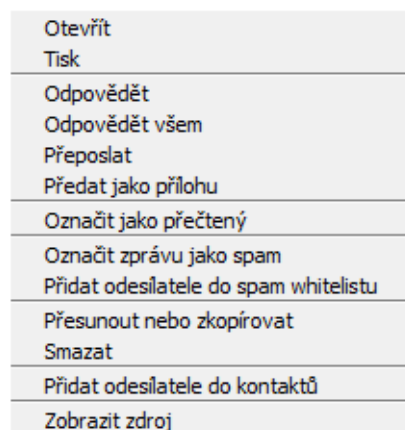 Otevřít
Tisk
Odpovědět
Odpovědět všem
Přeposlat
Předat jako přílohu
Označit jako přečtený
Označit zprávu jako spam
Přidat odesílatele do spam whitelistu
Přesunout nebo zkopírovat
Smazat
Přidat odesílatele do kontaktů
Zobrazit zdroj